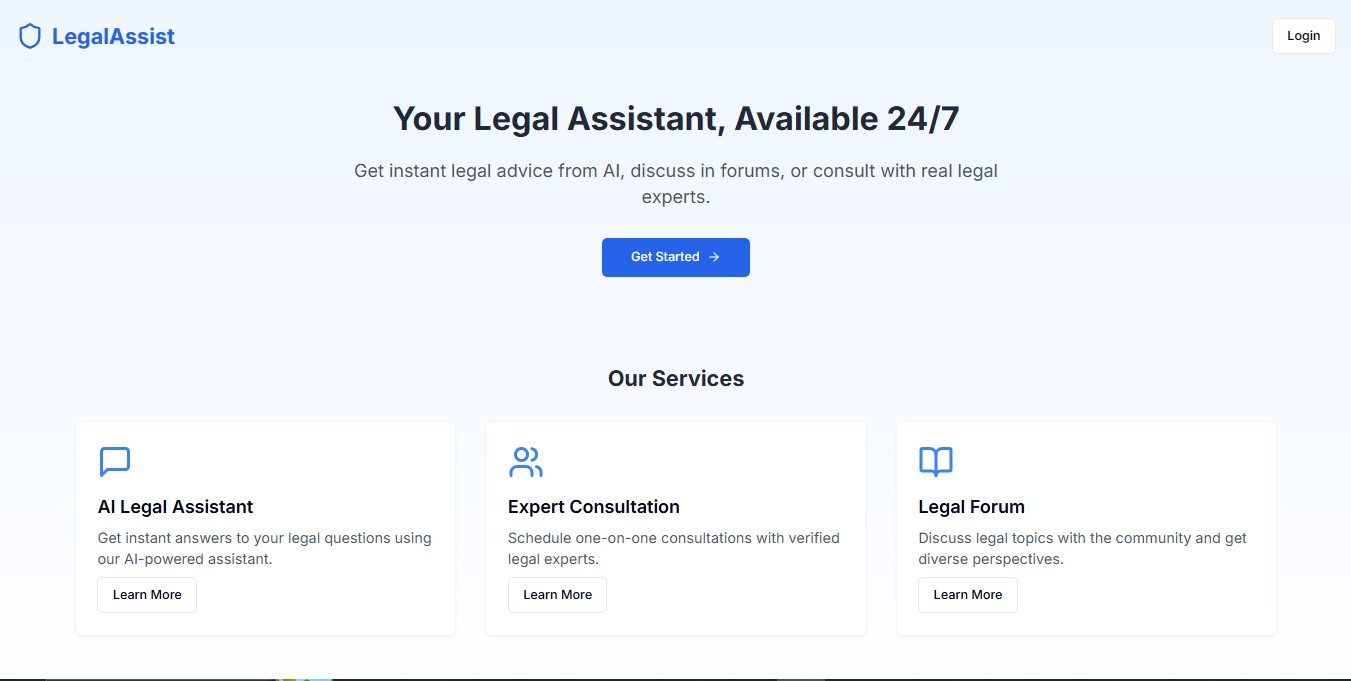 LegalAssist
Login
Your Legal Assistant, Available 24/7
Get instant legal advice from AI, discuss in forums, or consult with real legal
experts.
Get Started →
Our Services
AI Legal Assistant
Get instant answers to your legal questions using
our AI-powered assistant.
Learn More
Expert Consultation
Schedule one-on-one consultations with verified
legal experts.
Learn More
Legal Forum
Discuss legal topics with the community and get
diverse perspectives.
Learn More